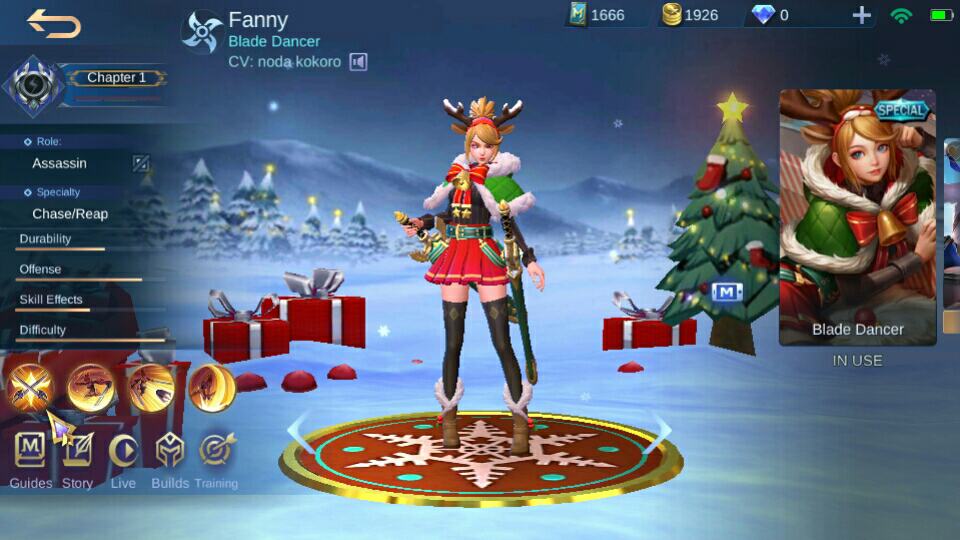 Fanny
Blade Dancer
CV: noda kokoro
1666
1926
0
Chapter 1
Role:
Assassin
Specialty
Chase/Reap
Durability
Offense
Skill Effects
Difficulty
SPECIAL
M
Blade Dancer
IN USE
M
Guides Story Live Builds Training